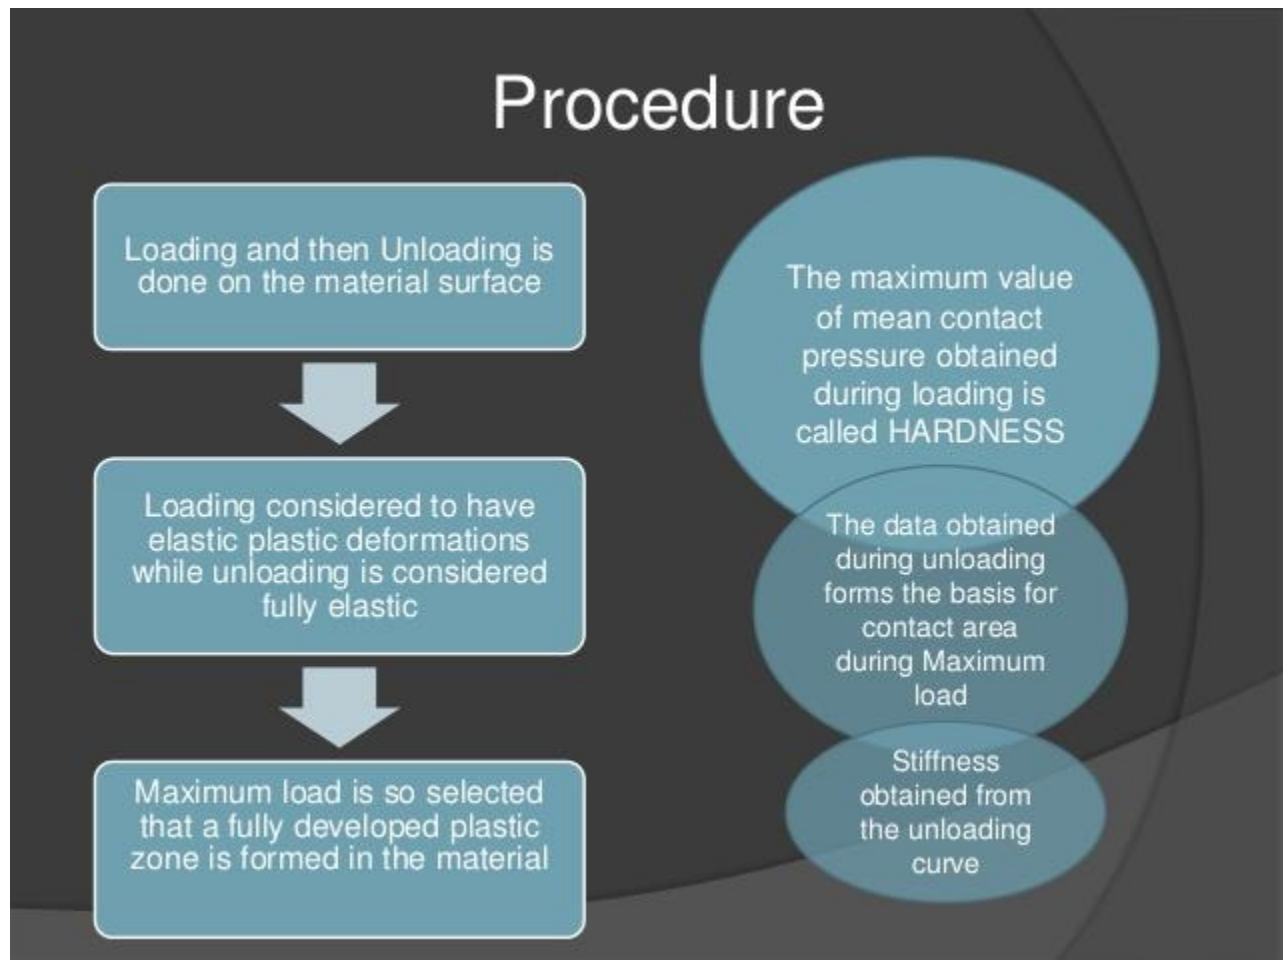 Procedure
Loading and then Unloading is
done on the material surface
Loading considered to have
elastic plastic deformations
while unloading is considered
fully elastic
Maximum load is so selected
that a fully developed plastic
zone is formed in the material
The maximum value
of mean contact
pressure obtained
during loading is
called HARDNESS
The data obtained
during unloading
forms the basis for
contact area
during Maximum
load
Stiffness
obtained from
the unloading
curve